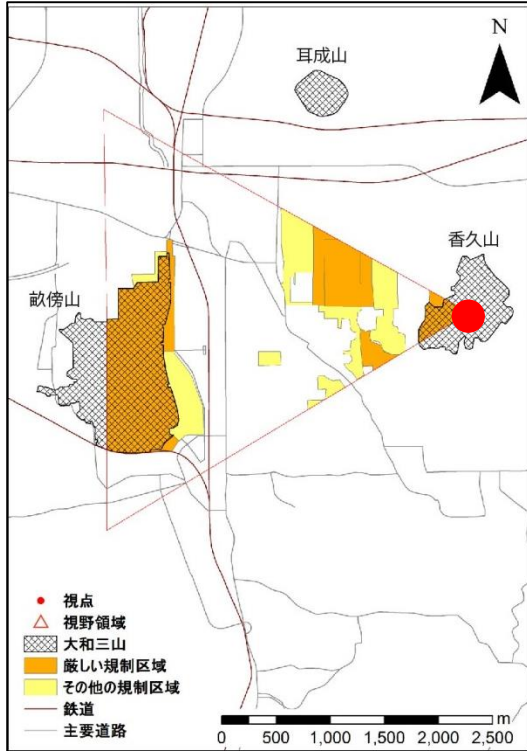 耳成山
N
香久山
畝傍山
視点
視野領域
大和三山
厳しい規制区域
その他の規制区域
鉄道
主要道路
m
0 500 1,000 1,500 2,000 2,500